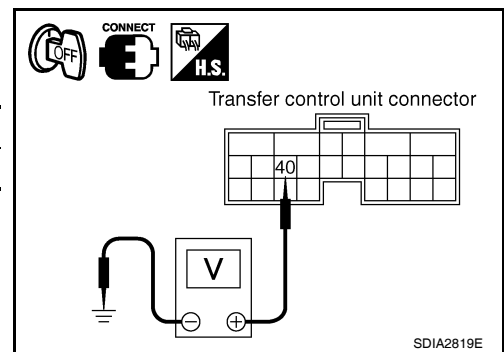 CONNECT
OFF
H.S.
Transfer control unit connector
40
V
SDIA2819E